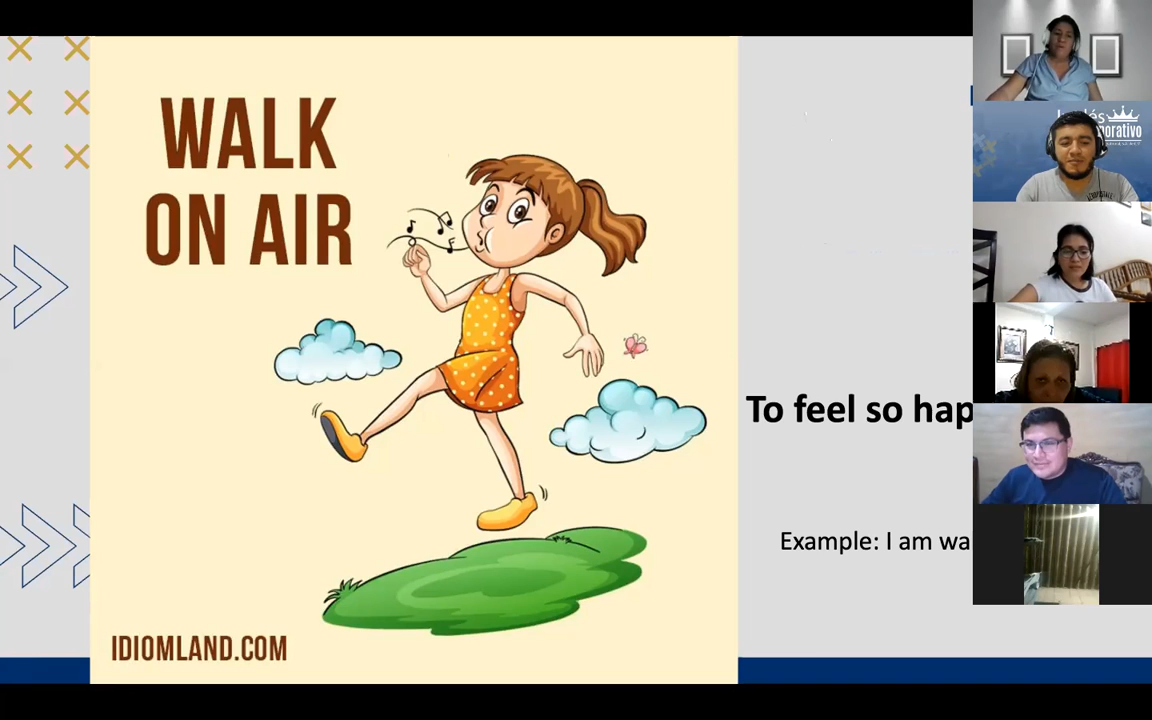 WALK
ON AIR
To feel so hap
Example: I am wa
IDIOMLAND.COM